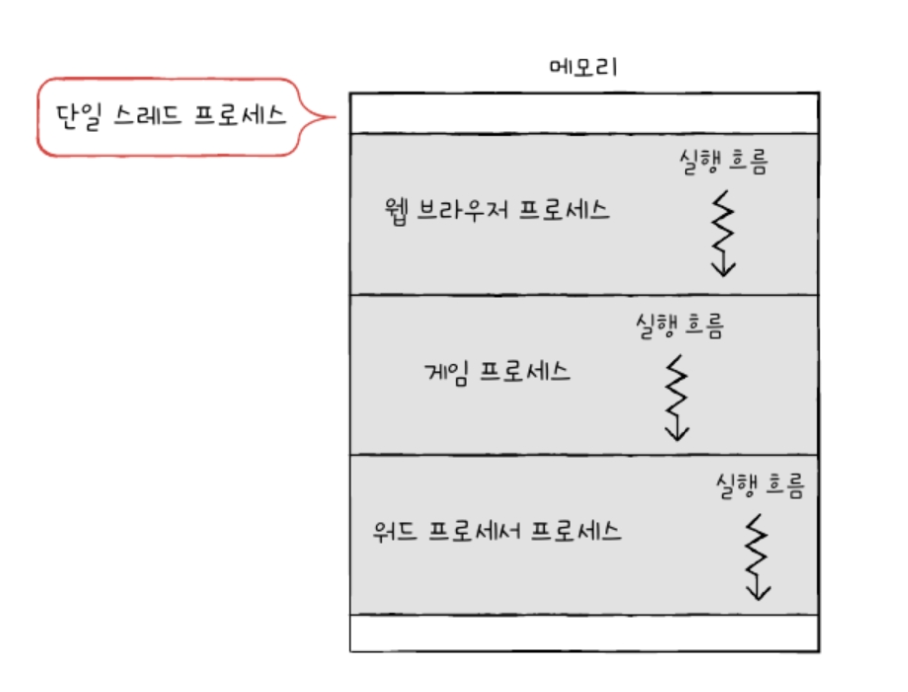 메모리
단일 스레드 프로세스
실행 흐름
웹 브라우저 프로세스
실행 흐름
게임 프로세스
실행 흐름
워드 프로세서 프로세스